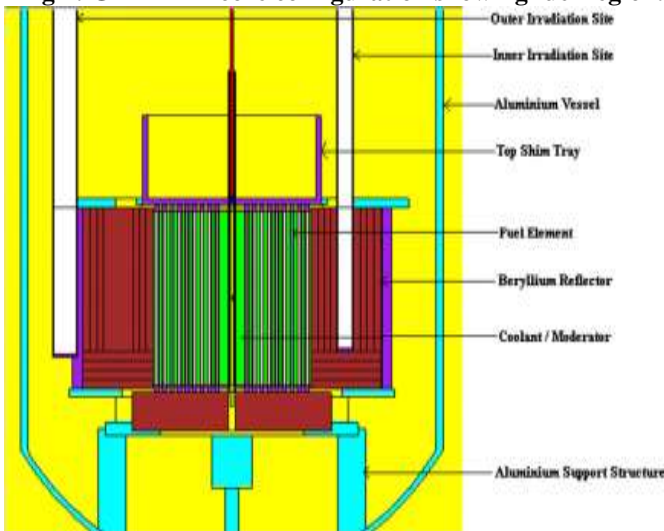 Outer Irradiation Site
Inner Irradiation Site
Aluminium Vessel
Top Shim Tray
Fuel Element
Beryllium Reflector
Coolant / Moderator
Aluminium Support Structure